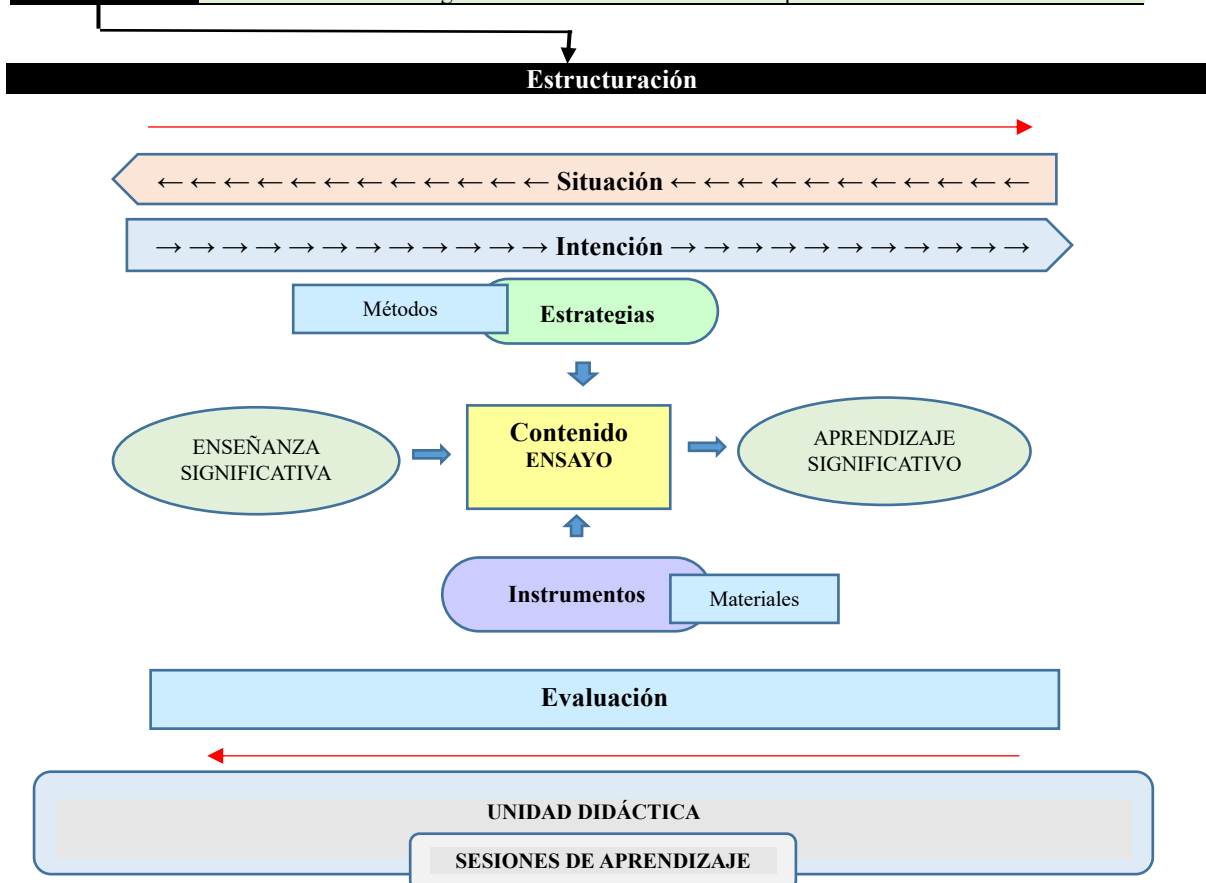 Estructuración
← ← ← ← ← ← ← ← ← ← ← ← Situación ← ← ← ← ← ← ← ← ← ← ←
→ → → → → → → → → → → → Intención → → → → → → → → → → →
Métodos
Estrategias
Contenido
ENSAYO
ENSEÑANZA
SIGNIFICATIVA
APRENDIZAJE
SIGNIFICATIVO
Instrumentos
Materiales
Evaluación
UNIDAD DIDÁCTICA
SESIONES DE APRENDIZAJE